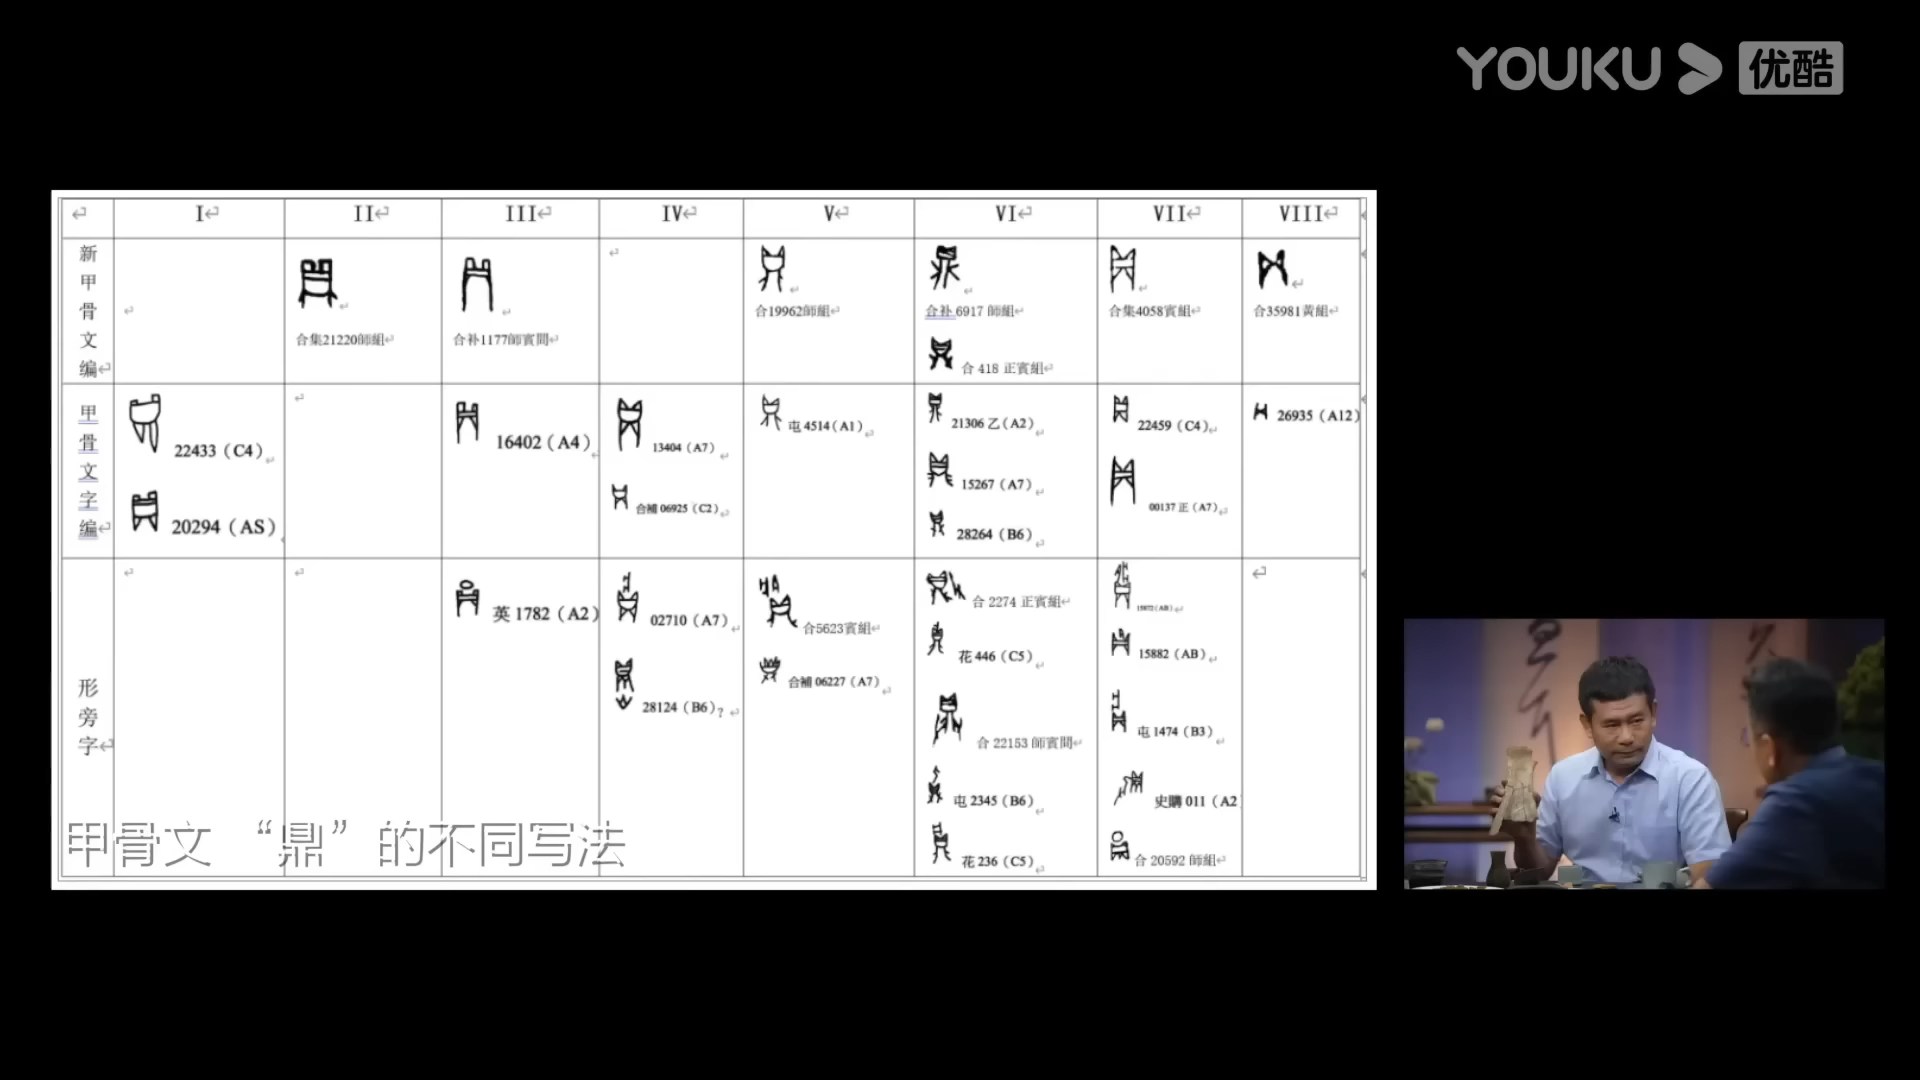 YOUKU 优酷
I II III IV V VI VII VIII
新甲骨文编
合集21220師組
合补1177師賓間
合19962師組
合补6917 師組
合 418 正賓組
合集4058賓組
合35981黃組
甲骨文字编
22433（C4）
20294（AS）
16402（A4）
13404（A7）
合補 06925（C2）
屯 4514（A1）
21306 乙（A2）
15267（A7）
28264（B6）
22459（C4）
00137 正（A7）
26935（A12）
形旁字
英 1782（A2）
02710（A7）
28124（B6）?
合5623賓組
合補 06227（A7）
合 2274 正賓組
花 446（C5）
合 22153 師賓間
屯 2345（B6）
花 236（C5）
15882（AB）
屯 1474（B3）
史購 011（A2
合 20592 師組
甲骨文“鼎”的不同写法